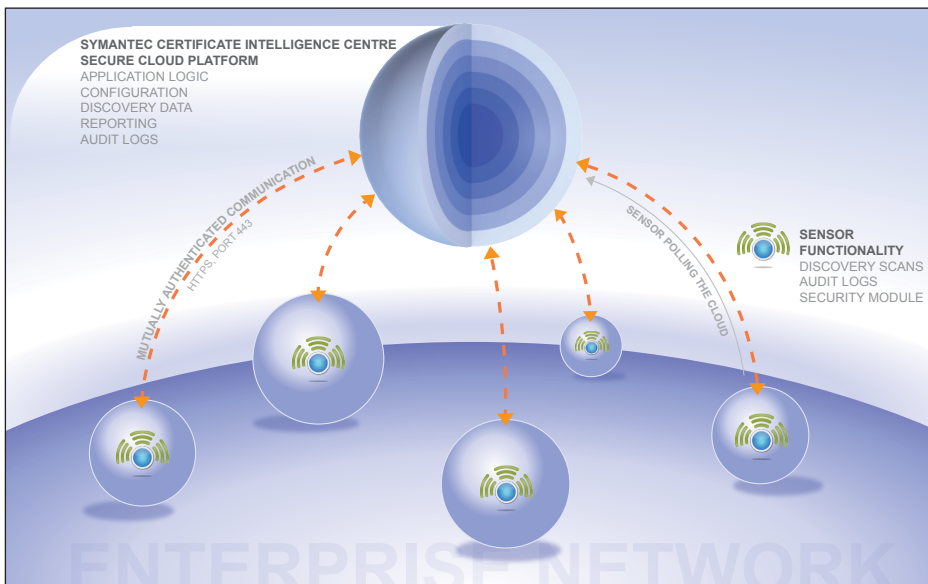 SYMANTEC CERTIFICATE INTELLIGENCE CENTRE
SECURE CLOUD PLATFORM
APPLICATION LOGIC
CONFIGURATION
DISCOVERY DATA
REPORTING
AUDIT LOGS
MUTUALLY AUTHENTICATED COMMUNICATION
HTTPS, PORT 443
SENSOR POLLING THE CLOUD
SENSOR
FUNCTIONALITY
DISCOVERY SCANS
AUDIT LOGS
SECURITY MODULE
ENTERPRISE NETWORK